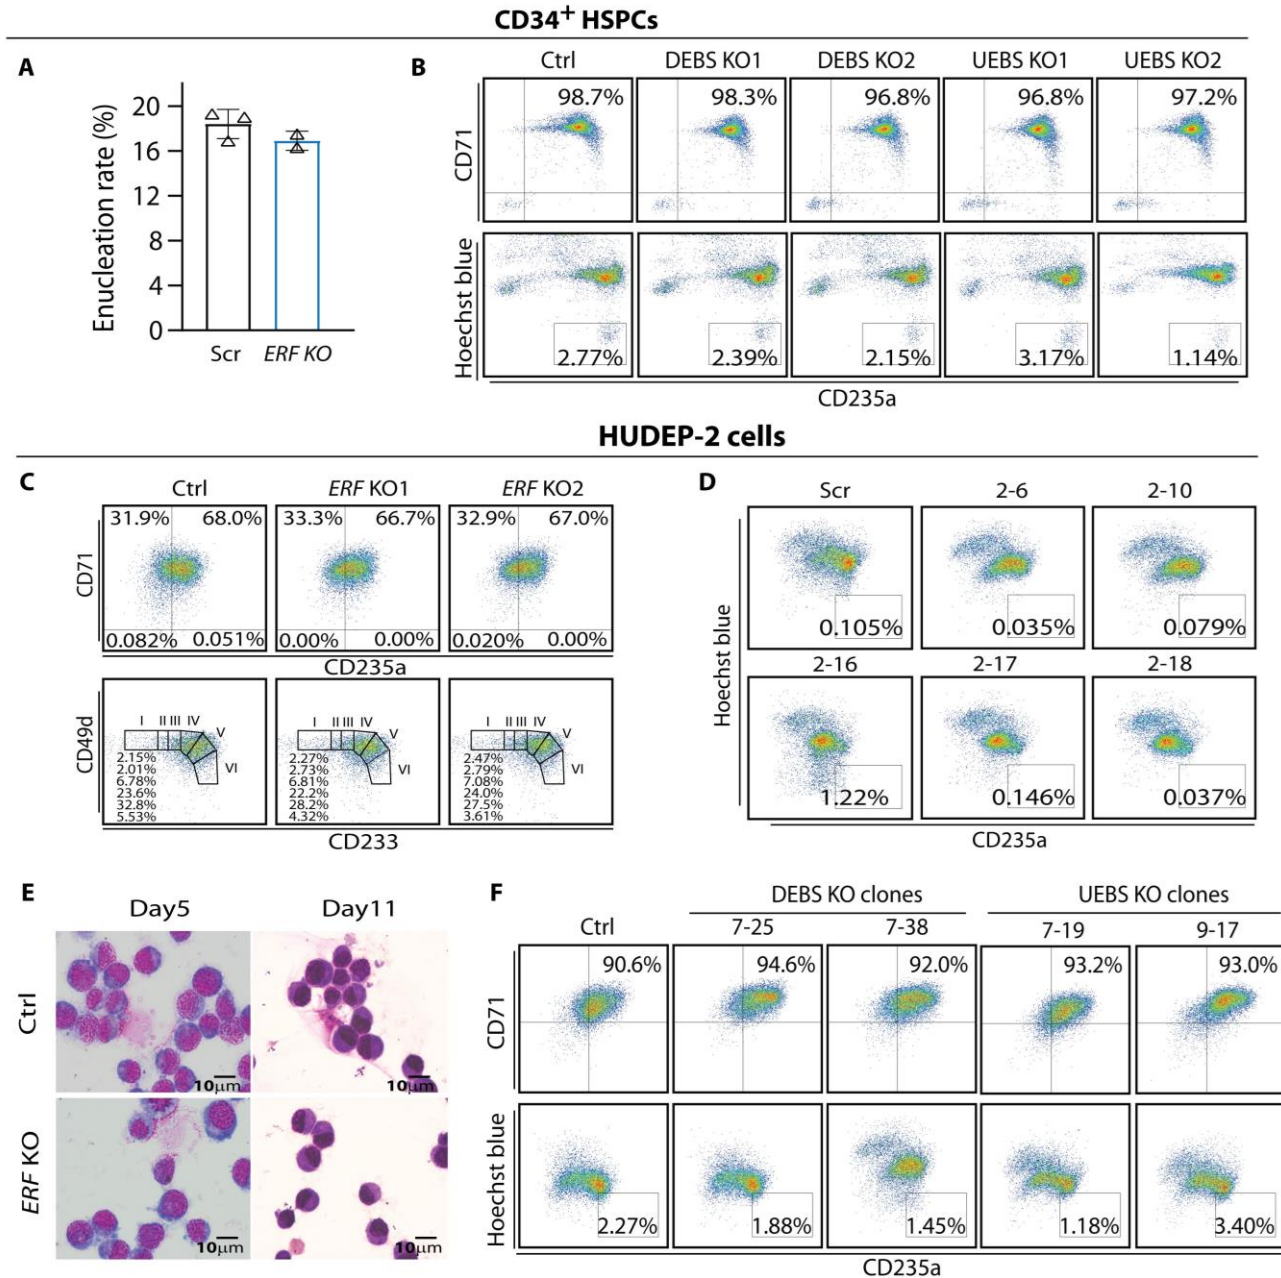 CD34+ HSPCs
A
Enucleation rate (%)
20
16
12
8
4
0
Scr
ERF KO
B
Ctrl
DEBS KO1
DEBS KO2
UEBS KO1
UEBS KO2
CD71
98.7%
98.3%
96.8%
96.8%
97.2%
Hoechst blue
2.77%
2.39%
2.15%
3.17%
1.14%
CD235a
HUDEP-2 cells
C
Ctrl
ERF KO1
ERF KO2
CD71
31.9% 68.0%
0.082% 0.051%
33.3% 66.7%
0.00% 0.00%
32.9% 67.0%
0.020% 0.00%
CD235a
CD49d
I II III IV V VI
2.15%
2.01%
6.78%
23.6%
32.8%
5.53%
I II III IV V VI
2.27%
2.73%
6.81%
22.2%
28.2%
4.32%
I II III IV V VI
2.47%
2.79%
7.08%
24.0%
27.5%
3.61%
CD233
D
Scr
2-6
2-10
Hoechst blue
0.105%
0.035%
0.079%
2-16
2-17
2-18
1.22%
0.146%
0.037%
CD235a
E
Day5
Day11
Ctrl
10μm
10μm
ERF KO
10μm
10μm
F
DEBS KO clones
UEBS KO clones
Ctrl
7-25
7-38
7-19
9-17
CD71
90.6%
94.6%
92.0%
93.2%
93.0%
Hoechst blue
2.27%
1.88%
1.45%
1.18%
3.40%
CD235a